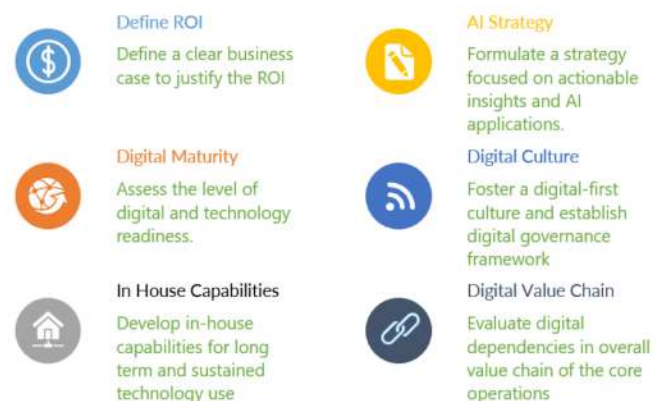 Define ROI
Define a clear business
case to justify the ROI
AI Strategy
Formulate a strategy
focused on actionable
insights and AI
applications.
Digital Maturity
Assess the level of
digital and technology
readiness.
Digital Culture
Foster a digital-first
culture and establish
digital governance
framework
In House Capabilities
Develop in-house
capabilities for long
term and sustained
technology use
Digital Value Chain
Evaluate digital
dependencies in overall
value chain of the core
operations